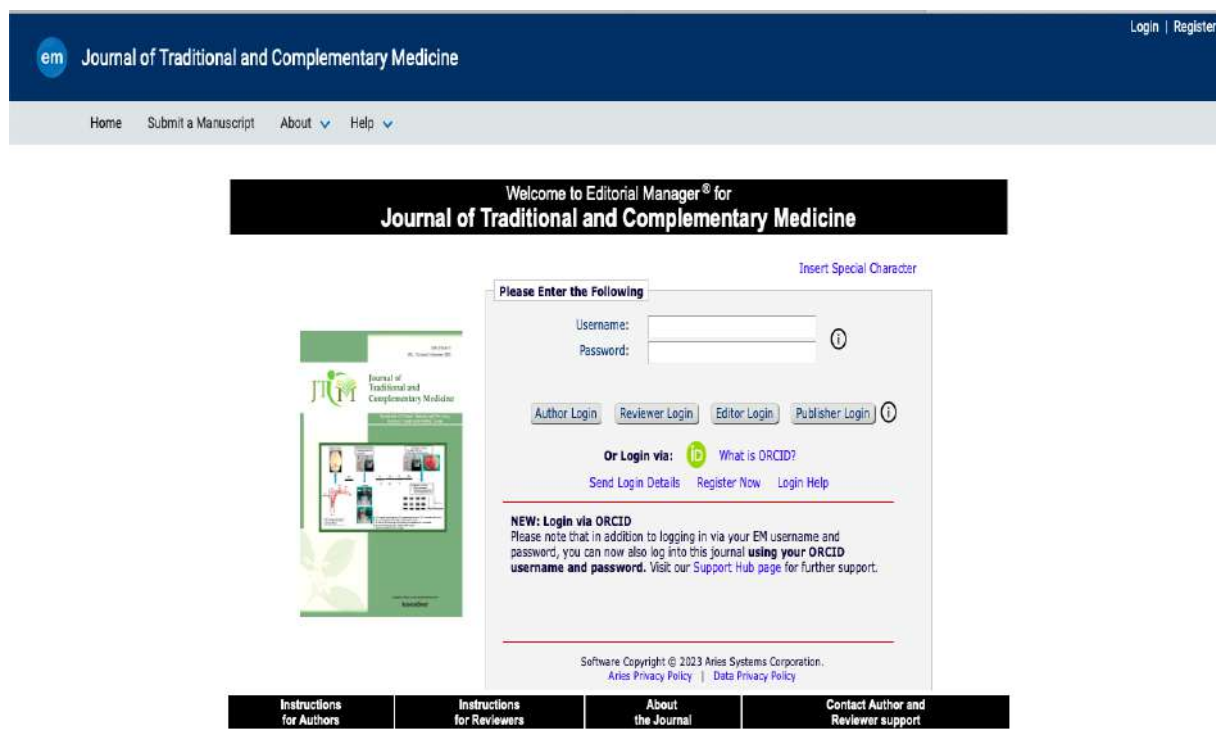 Login | Register
em Journal of Traditional and Complementary Medicine
Home Submit a Manuscript About Help
Welcome to Editorial Manager® for
Journal of Traditional and Complementary Medicine
Insert Special Character
Please Enter the Following
Username:
Password:
Author Login Reviewer Login Editor Login Publisher Login
Or Login via: iD What is ORCID?
Send Login Details Register Now Login Help
NEW: Login via ORCID
Please note that in addition to logging in via your EM username and
password, you can now also log into this journal using your ORCID
username and password. Visit our Support Hub page for further support.
Software Copyright © 2023 Aries Systems Corporation.
Aries Privacy Policy | Data Privacy Policy
JTCM
Journal of
Traditional and
Complementary Medicine
Instructions
for Authors
Instructions
for Reviewers
About
the Journal
Contact Author and
Reviewer support